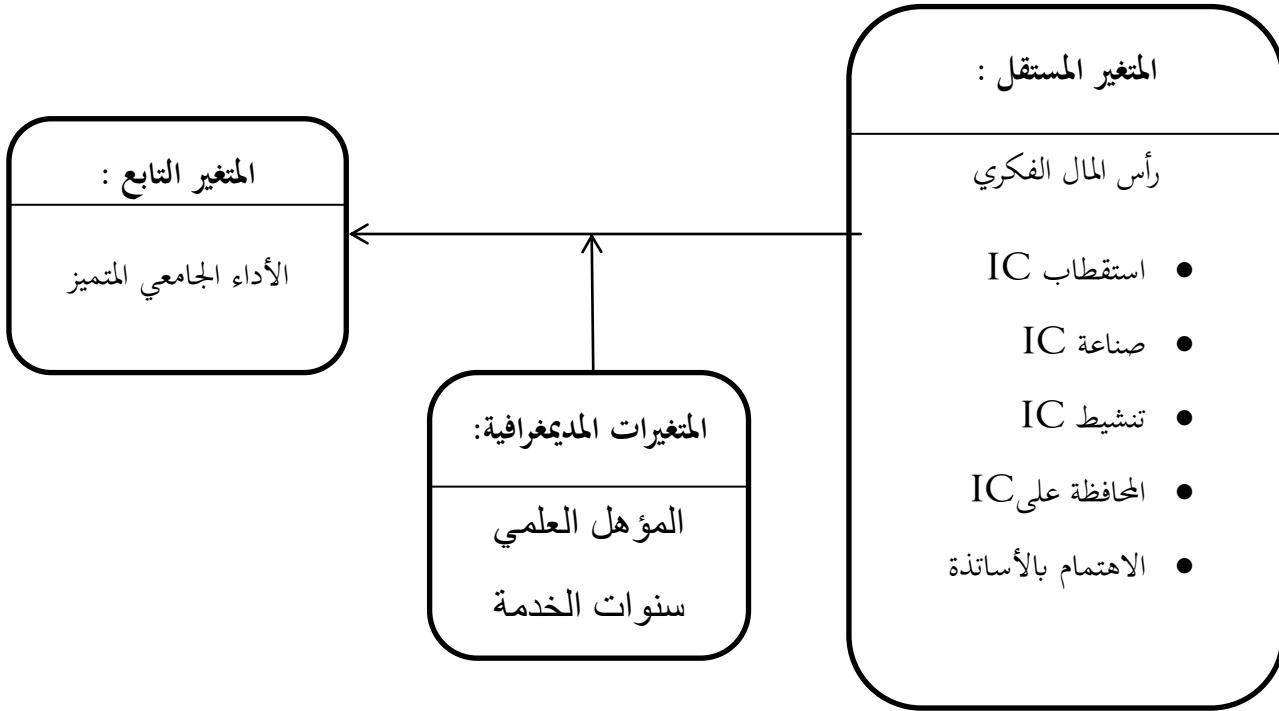 المتغير المستقل :
رأس المال الفكري
● استقطاب IC
● صناعة IC
● تنشيط IC
● المحافظة علىIC
● الاهتمام بالأساتذة
المتغير التابع :
الأداء الجامعي المتميز
المتغيرات المديمغرافية:
المؤهل العلمي
سنوات الخدمة